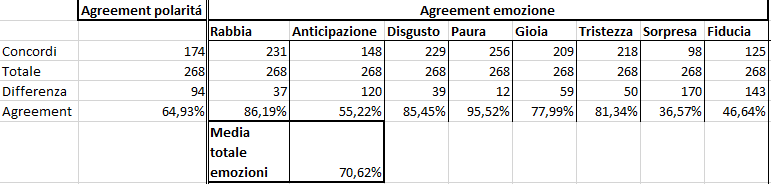 Agreement polaritá Agreement emozione
Rabbia Anticipazione Disgusto Paura Gioia Tristezza Sorpresa Fiducia
Concordi 174 231 148 229 256 209 218 98 125
Totale 268 268 268 268 268 268 268 268 268
Differenza 94 37 120 39 12 59 50 170 143
Agreement 64,93% 86,19% 55,22% 85,45% 95,52% 77,99% 81,34% 36,57% 46,64%
Media
totale
emozioni 70,62%